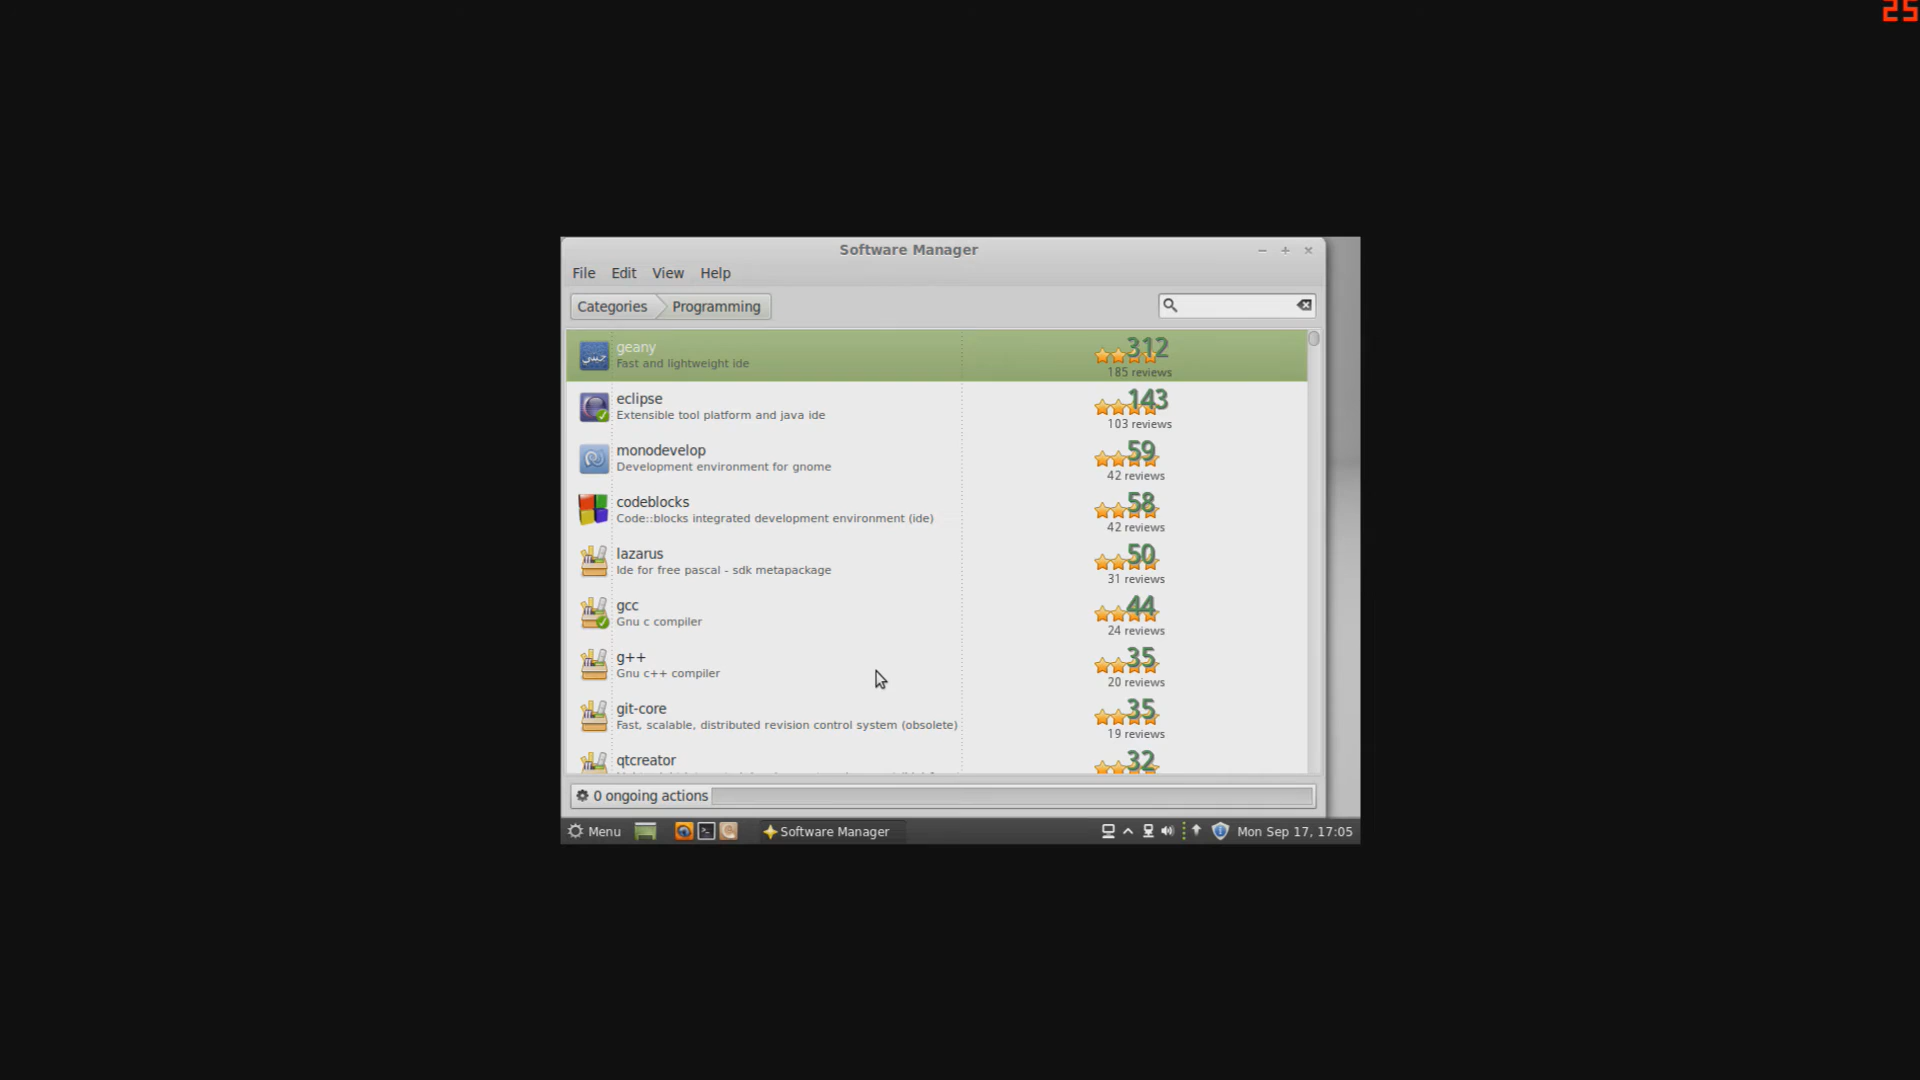 25
Software Manager
File Edit View Help
Categories Programming
geany 312
Fast and lightweight ide 185 reviews
eclipse 143
Extensible tool platform and java ide 103 reviews
monodevelop 59
Development environment for gnome 42 reviews
codeblocks 58
Code::blocks integrated development environment (ide) 42 reviews
lazarus 50
Ide for free pascal - sdk metapackage 31 reviews
gcc 44
Gnu c compiler 24 reviews
g++ 35
Gnu c++ compiler 20 reviews
git-core 35
Fast, scalable, distributed revision control system (obsolete) 19 reviews
qtcreator 32
0 ongoing actions
Menu Software Manager Mon Sep 17, 17:05